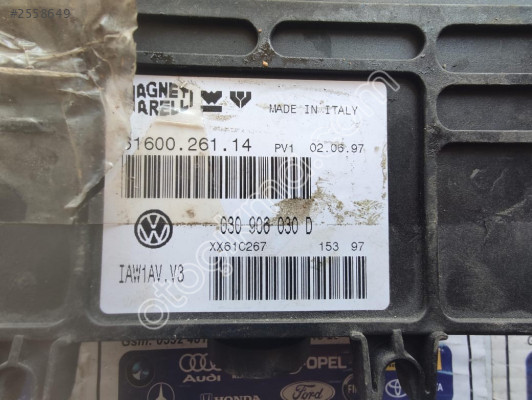 #2558649
MAGNETI
MARELLI
MADE IN ITALY
61600.261.14 PV1 02.06.97
030 906 030 D
XX61C267 153 97
IAW1AV.V3
Audi
OPEL
HONDA
Ford